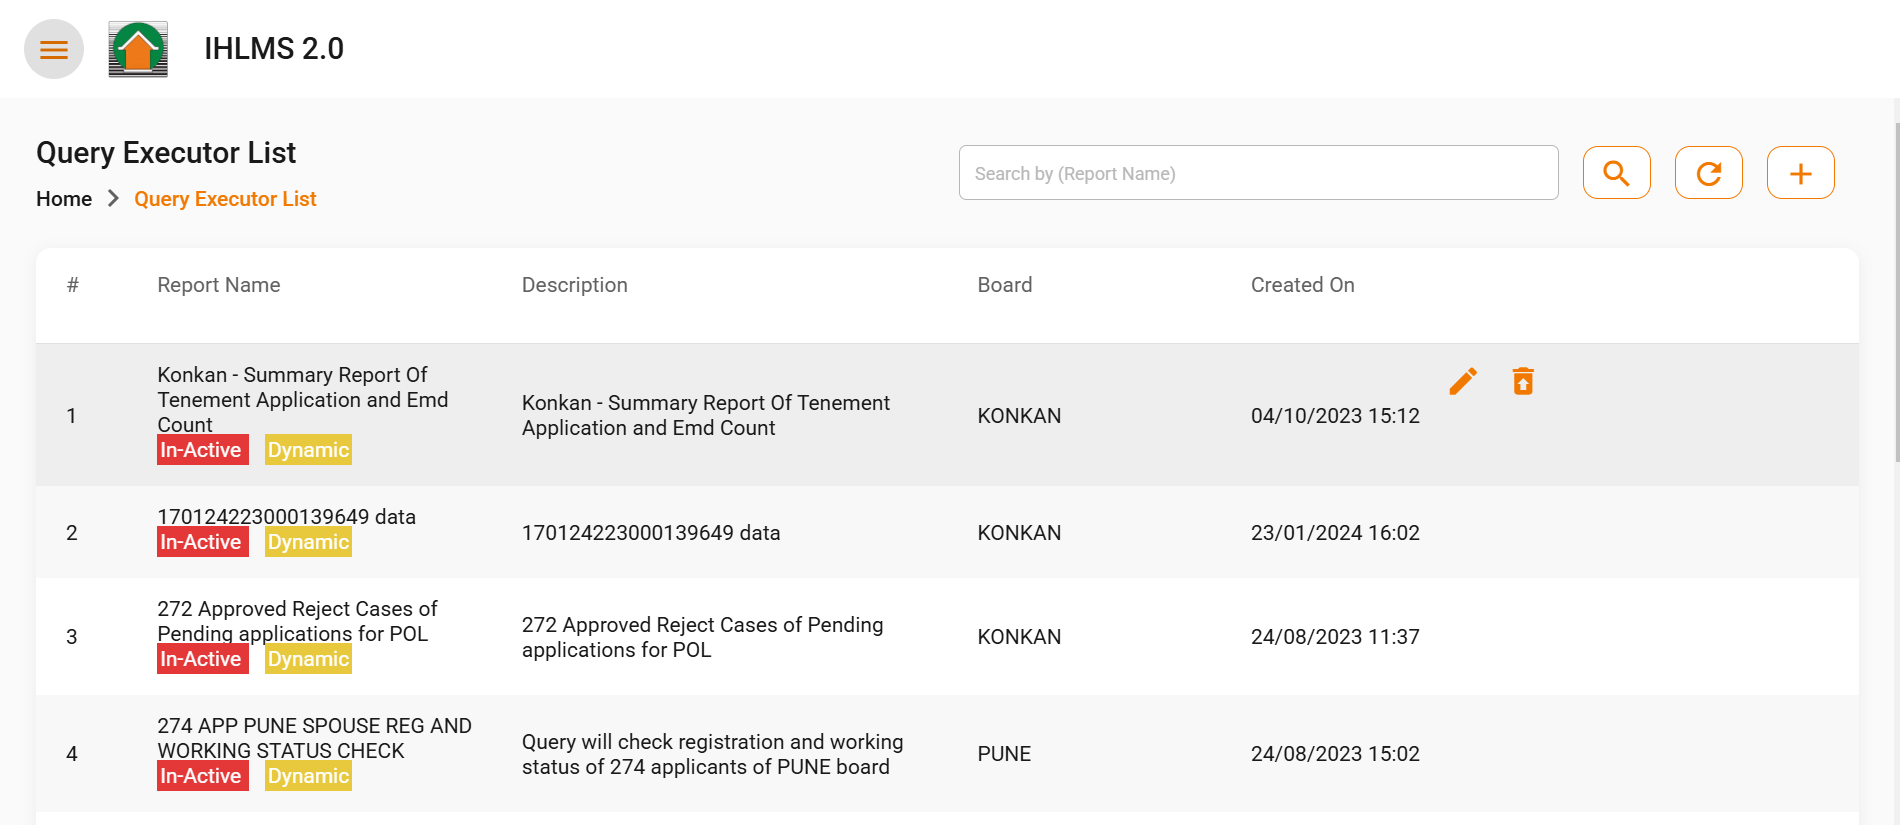 IHLMS 2.0
Query Executor List
Home
Query Executor List
Search by (Report Name)
# Report Name Description Board Created On
1
Konkan - Summary Report Of
Tenement Application and Emd
Count
In-Active Dynamic
Konkan - Summary Report Of Tenement
Application and Emd Count
KONKAN
04/10/2023 15:12
2
170124223000139649 data
In-Active Dynamic
170124223000139649 data
KONKAN
23/01/2024 16:02
3
272 Approved Reject Cases of
Pending applications for POL
In-Active Dynamic
272 Approved Reject Cases of Pending
applications for POL
KONKAN
24/08/2023 11:37
4
274 APP PUNE SPOUSE REG AND
WORKING STATUS CHECK
In-Active Dynamic
Query will check registration and working
status of 274 applicants of PUNE board
PUNE
24/08/2023 15:02